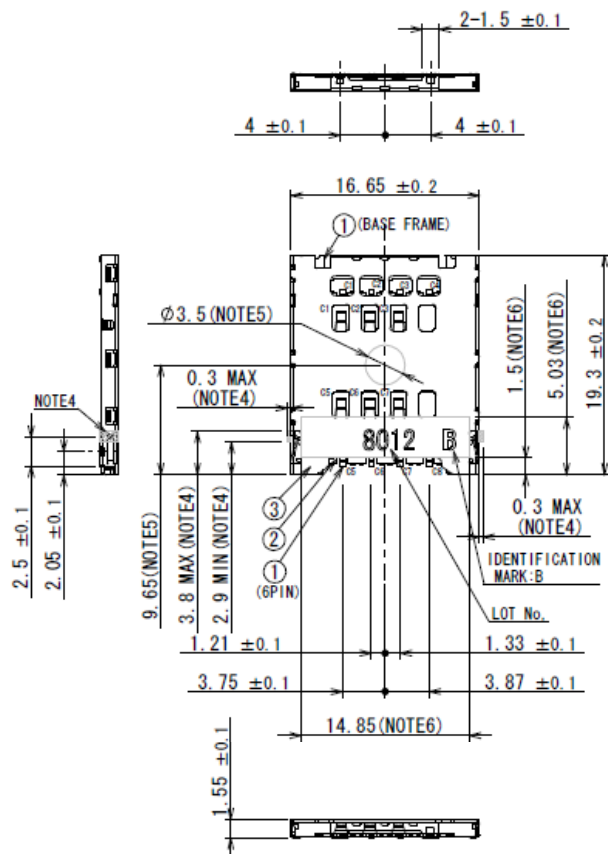 2-1.5 ±0.1
4 ±0.1
4 ±0.1
16.65 ±0.2
① (BASE FRAME)
C1 C2 C3 C4
C1 C2 C3
Ø3.5(NOTE5)
0.3 MAX
(NOTE4)
NOTE4
C5 C6 C7
8012 B
C5 C6 C7 C8
1.5(NOTE6)
5.03(NOTE6)
19.3 ±0.2
2.5 ±0.1
2.05 ±0.1
9.65(NOTE5)
3.8 MAX(NOTE4)
2.9 MIN(NOTE4)
③
②
①
(6PIN)
0.3 MAX
(NOTE4)
IDENTIFICATION
MARK:B
LOT No.
1.21 ±0.1
1.33 ±0.1
3.75 ±0.1
3.87 ±0.1
14.85(NOTE6)
1.55 ±0.1